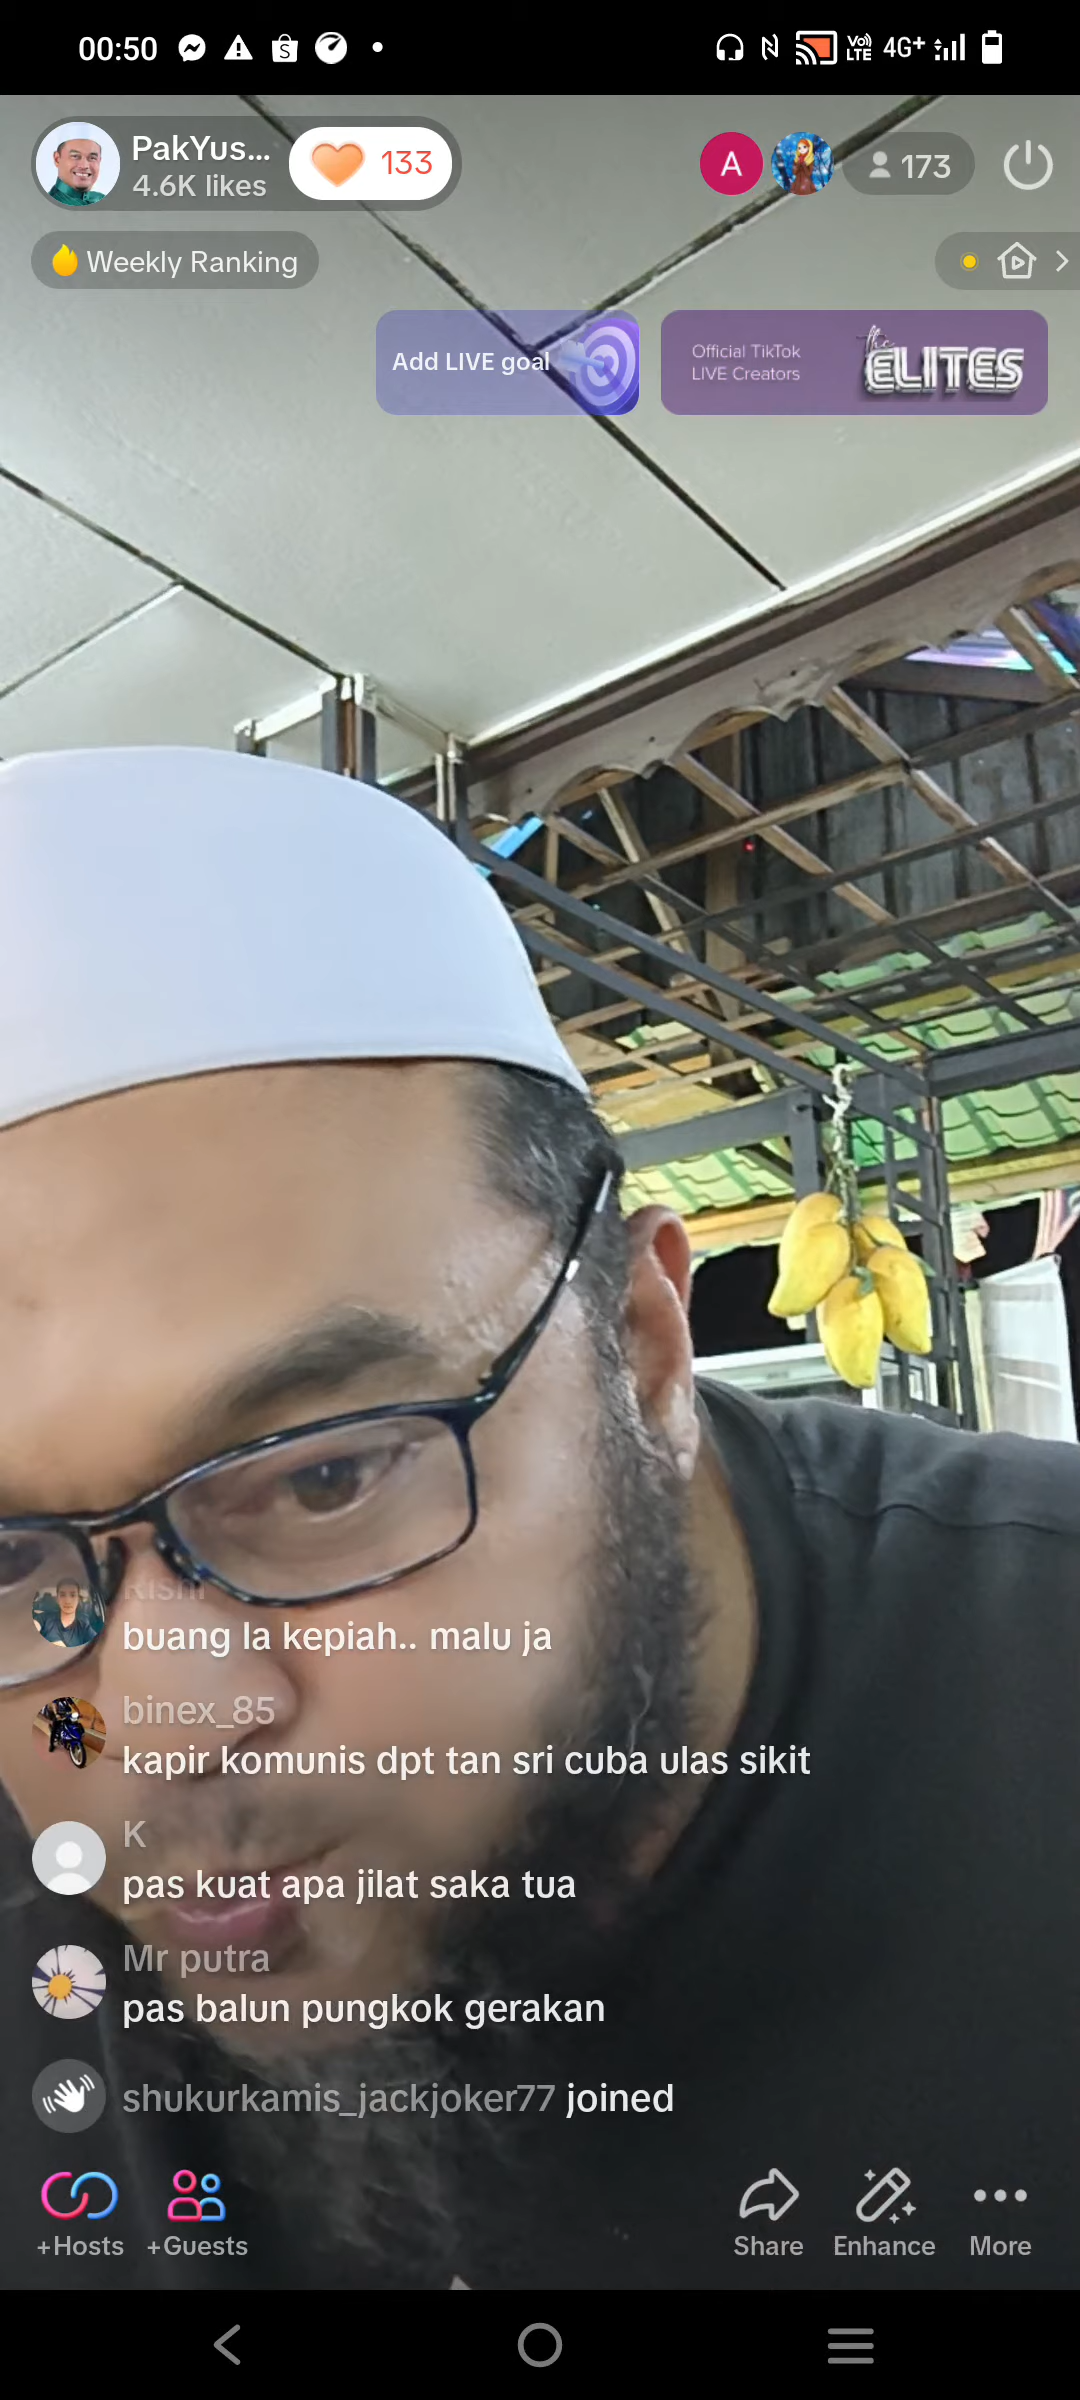 00:50
4G+
PakYus...
4.6K likes
133
A
173
Weekly Ranking
Add LIVE goal
Official TikTok
LIVE Creators
the
ELITES
Rishi
buang la kepiah.. malu ja
binex_85
kapir komunis dpt tan sri cuba ulas sikit
K
pas kuat apa jilat saka tua
Mr putra
pas balun pungkok gerakan
shukurkamis_jackjoker77 joined
+Hosts
+Guests
Share
Enhance
More